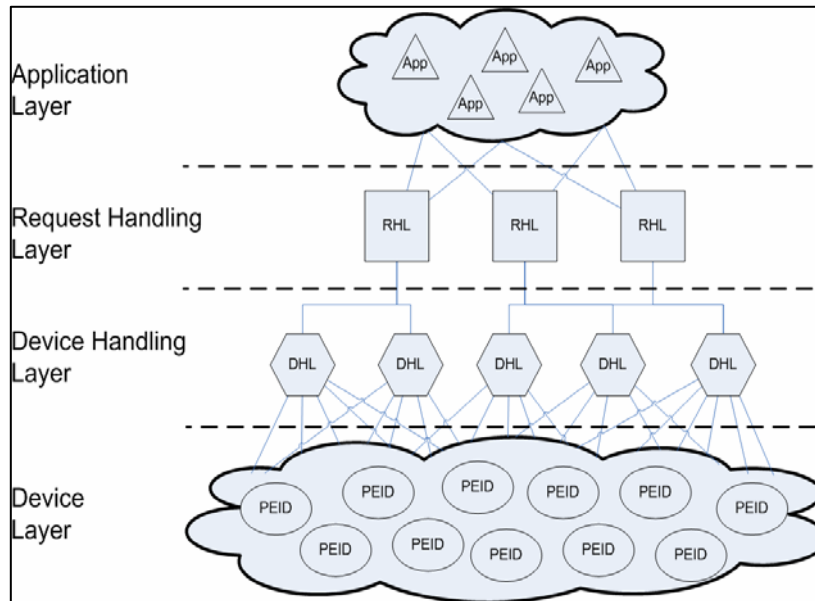 Application
Layer
App
App
App
App
App
Request Handling
Layer
RHL
RHL
RHL
Device Handling
Layer
DHL
DHL
DHL
DHL
DHL
Device
Layer
PEID
PEID
PEID
PEID
PEID
PEID
PEID
PEID
PEID
PEID
PEID